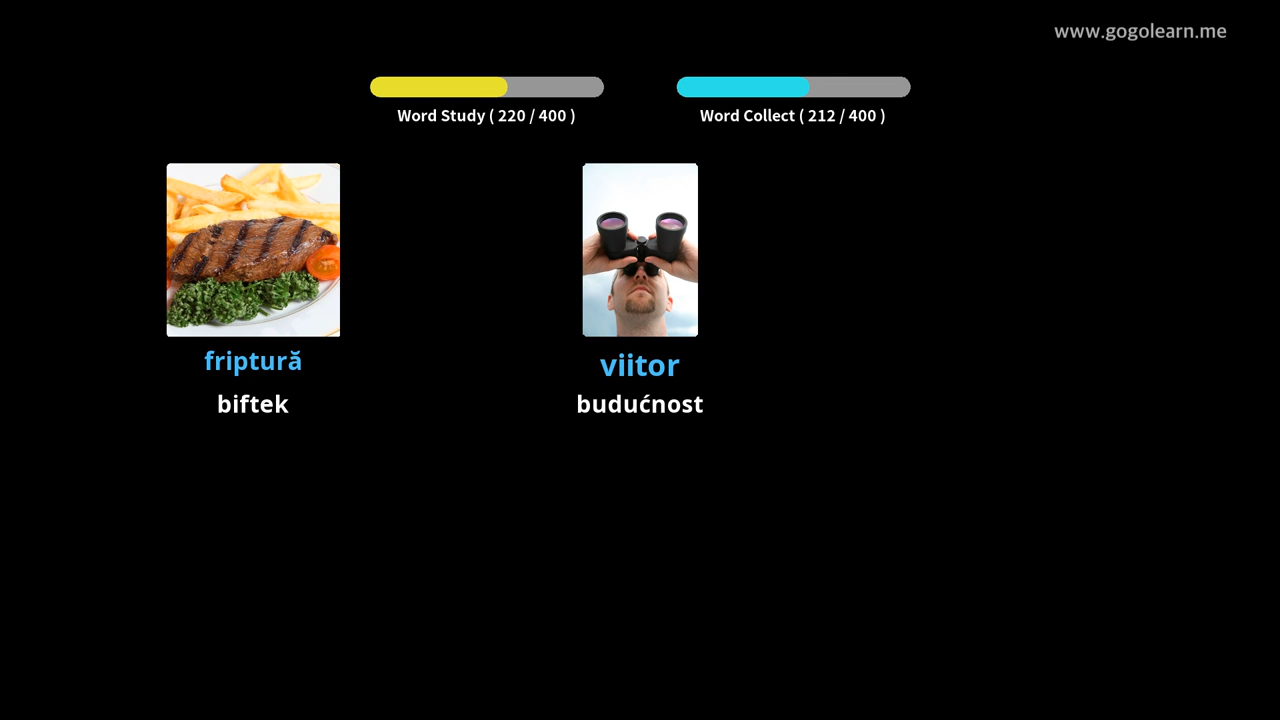 www.gogolearn.me
Word Study ( 220 / 400 )
Word Collect ( 212 / 400 )
friptură
viitor
biftek
budućnost